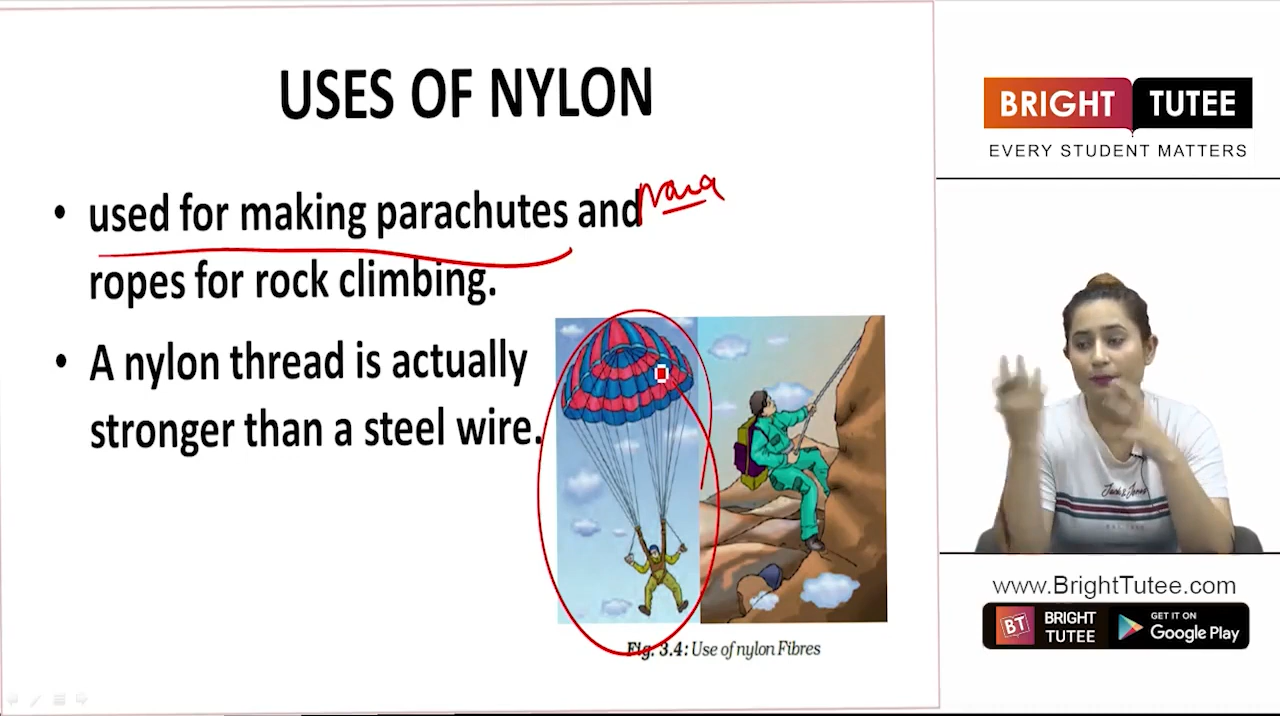 USES OF NYLON
• used for making parachutes and
ropes for rock climbing.
• A nylon thread is actually
stronger than a steel wire.
Fig. 3.4: Use of nylon Fibres
BRIGHT TUTEE
EVERY STUDENT MATTERS
Jack & Jones
www.BrightTutee.com
BT
BRIGHT
TUTEE
GET IT ON
Google Play